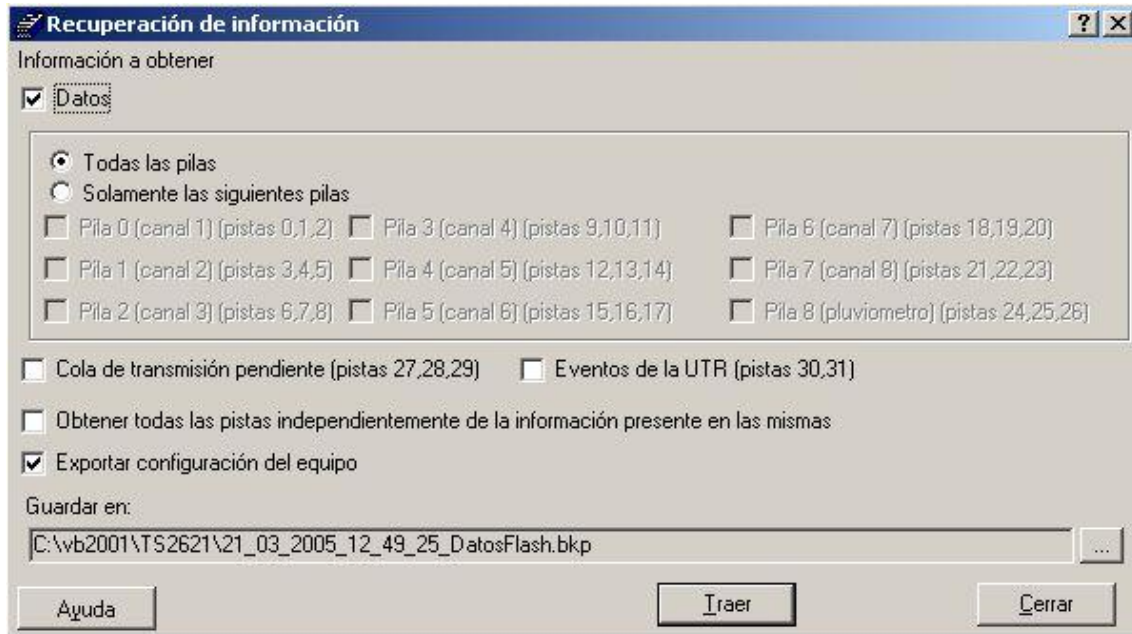 Recuperación de información
Información a obtener
Datos
Todas las pilas
Solamente las siguientes pilas
Pila 0 (canal 1) (pistas 0,1,2) Pila 3 (canal 4) (pistas 9,10,11) Pila 6 (canal 7) (pistas 18,19,20)
Pila 1 (canal 2) (pistas 3,4,5) Pila 4 (canal 5) (pistas 12,13,14) Pila 7 (canal 8) (pistas 21,22,23)
Pila 2 (canal 3) (pistas 6,7,8) Pila 5 (canal 6) (pistas 15,16,17) Pila 8 (pluviometro) (pistas 24,25,26)
Cola de transmisión pendiente (pistas 27,28,29) Eventos de la UTR (pistas 30,31)
Obtener todas las pistas independientemente de la información presente en las mismas
Exportar configuración del equipo
Guardar en:
C:\vb2001\TS2621\21_03_2005_12_49_25_DatosFlash.bkp ...
Ayuda Traer Cerrar